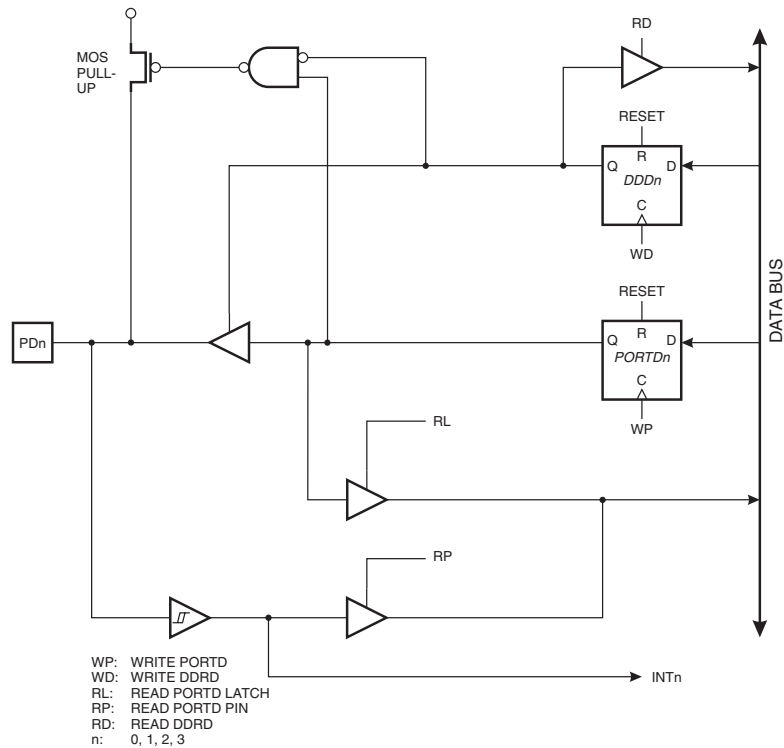 RD
MOS
PULL-
UP
RESET
R
Q
D
DDDn
C
WD
DATA BUS
RESET
PDn
R
Q
D
PORTDn
C
WP
RL
RP
WP: WRITE PORTD
WD: WRITE DDRD
RL: READ PORTD LATCH
RP: READ PORTD PIN
RD: READ DDRD
n: 0, 1, 2, 3
INTn